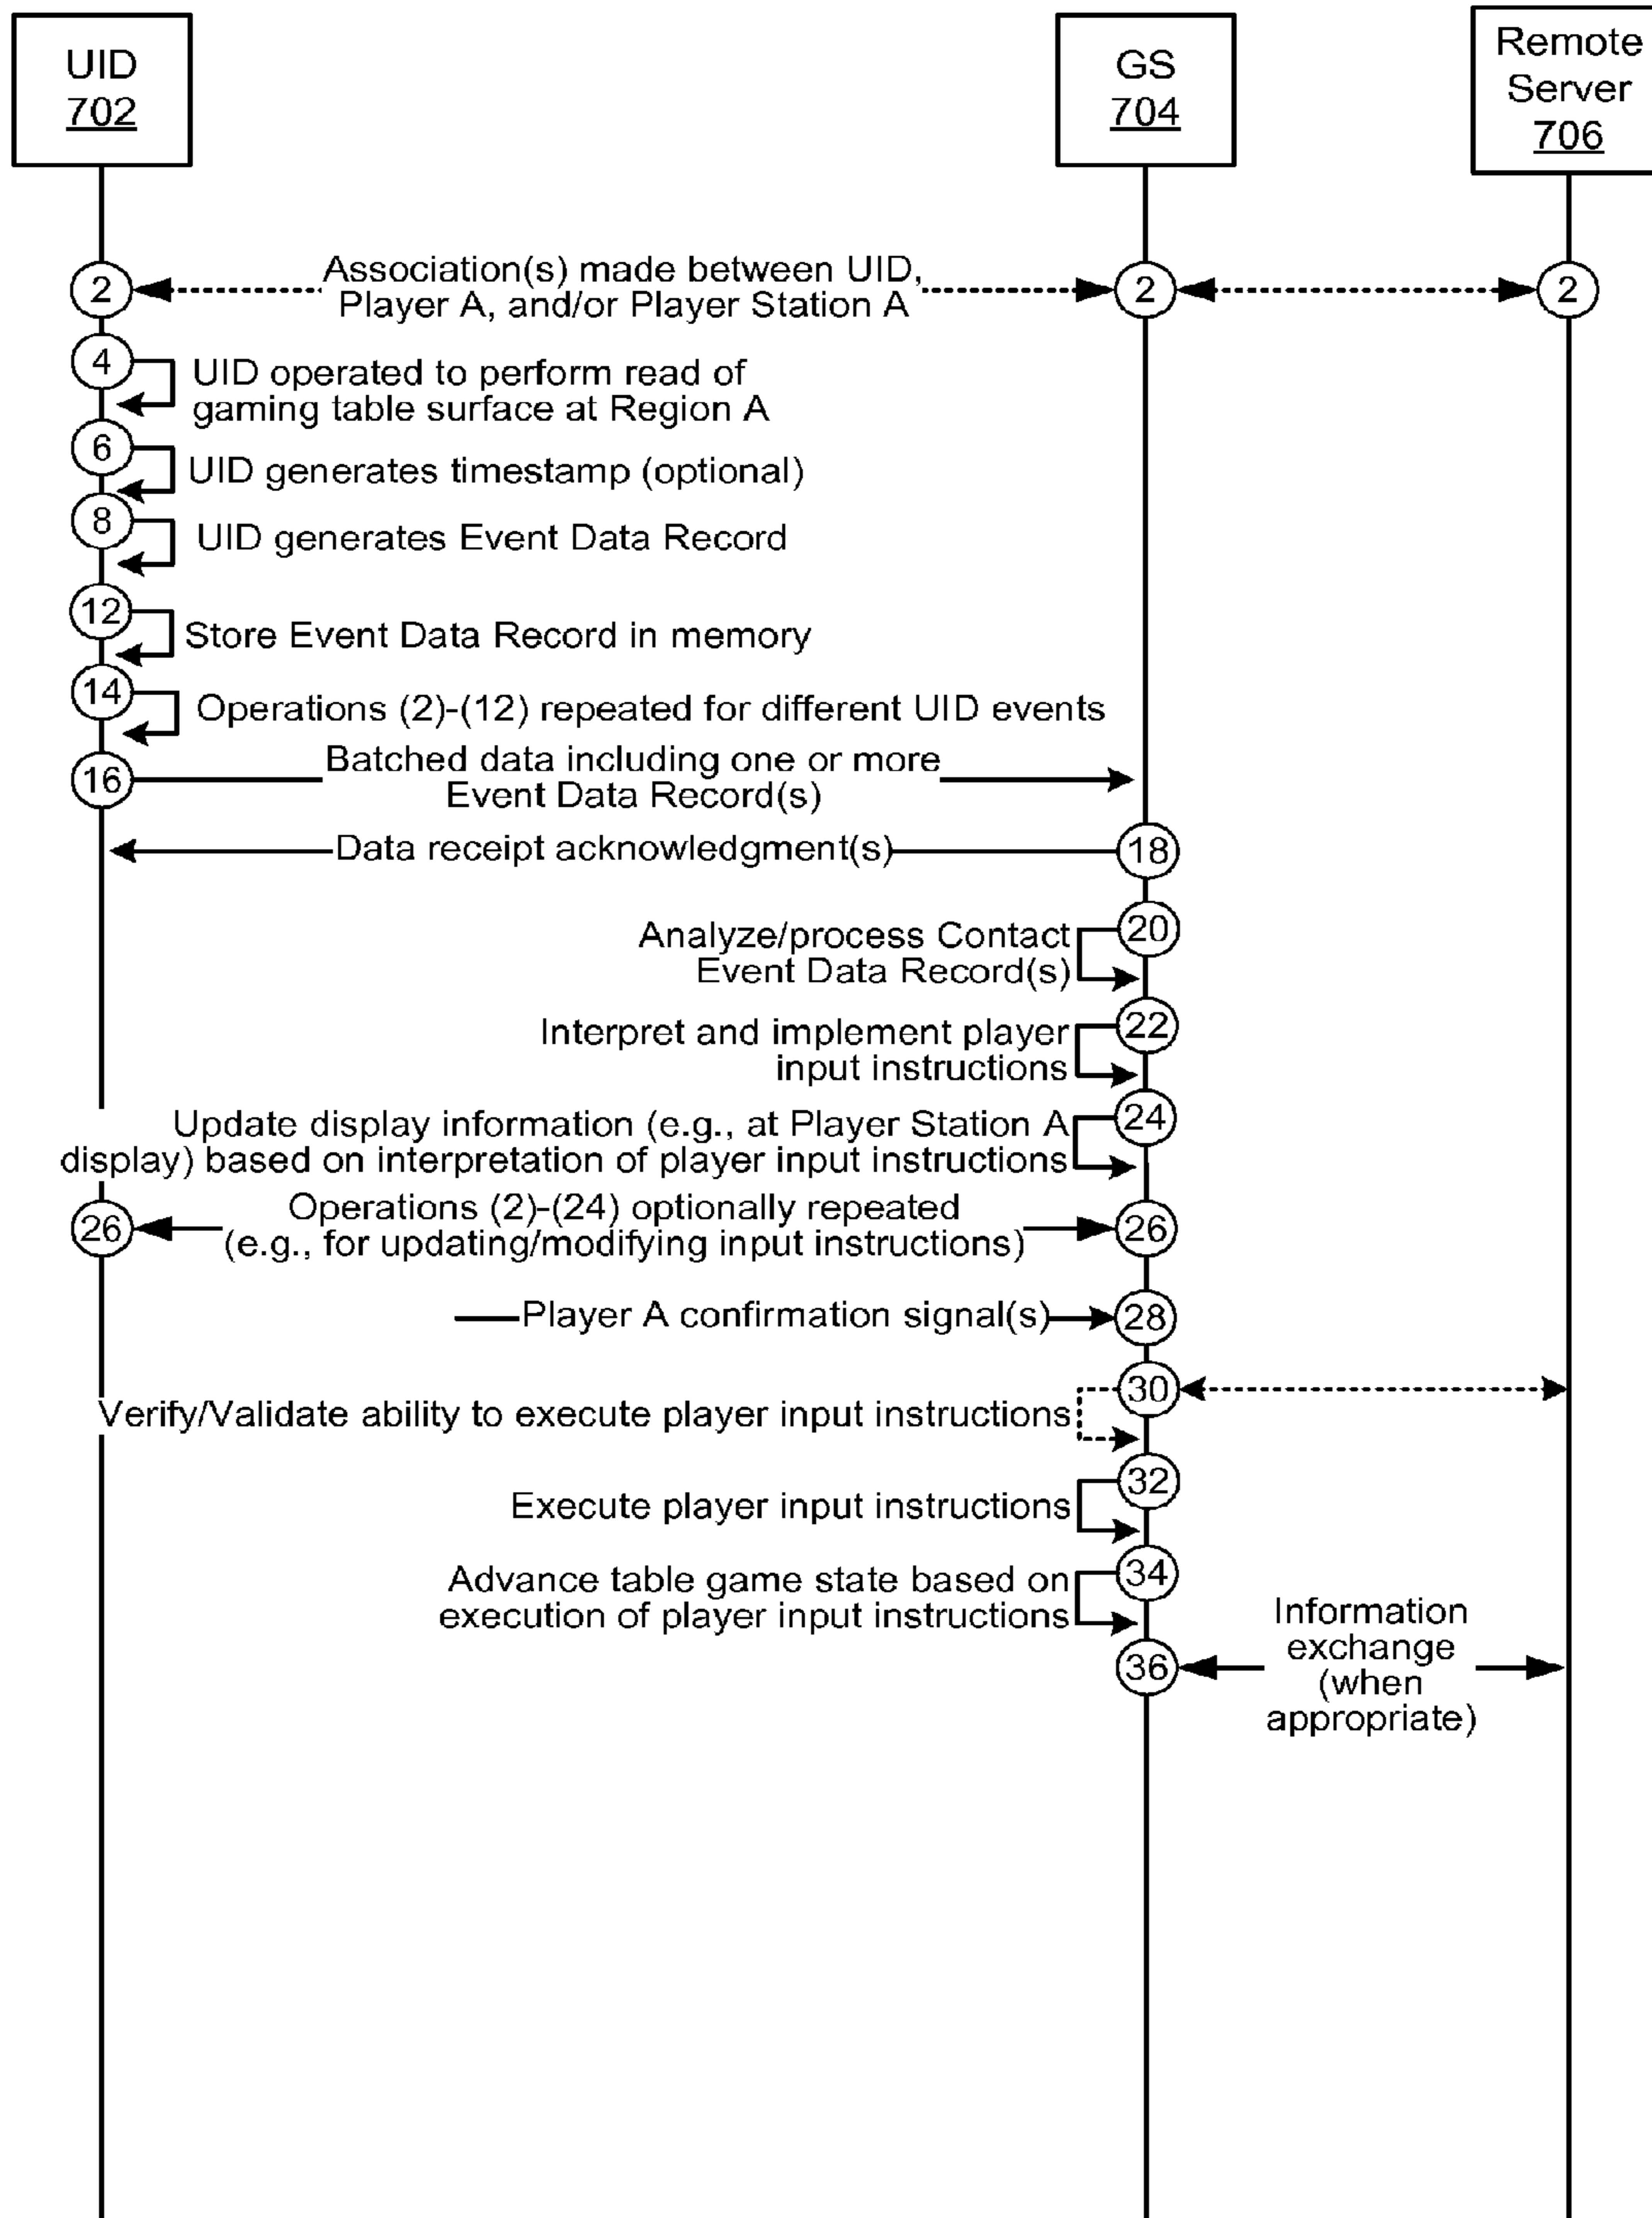 UID
702
GS
704
Remote
Server
706
2
Association(s) made between UID,
Player A, and/or Player Station A
2
2
4
UID operated to perform read of
gaming table surface at Region A
6
UID generates timestamp (optional)
8
UID generates Event Data Record
12
Store Event Data Record in memory
14
Operations (2)-(12) repeated for different UID events
16
Batched data including one or more
Event Data Record(s)
Data receipt acknowledgment(s)
18
Analyze/process Contact
Event Data Record(s)
20
Interpret and implement player
input instructions
22
Update display information (e.g., at Player Station A
display) based on interpretation of player input instructions
24
26
Operations (2)-(24) optionally repeated
(e.g., for updating/modifying input instructions)
26
Player A confirmation signal(s)
28
30
Verify/Validate ability to execute player input instructions
32
Execute player input instructions
34
Advance table game state based on
execution of player input instructions
36
Information
exchange
(when
appropriate)